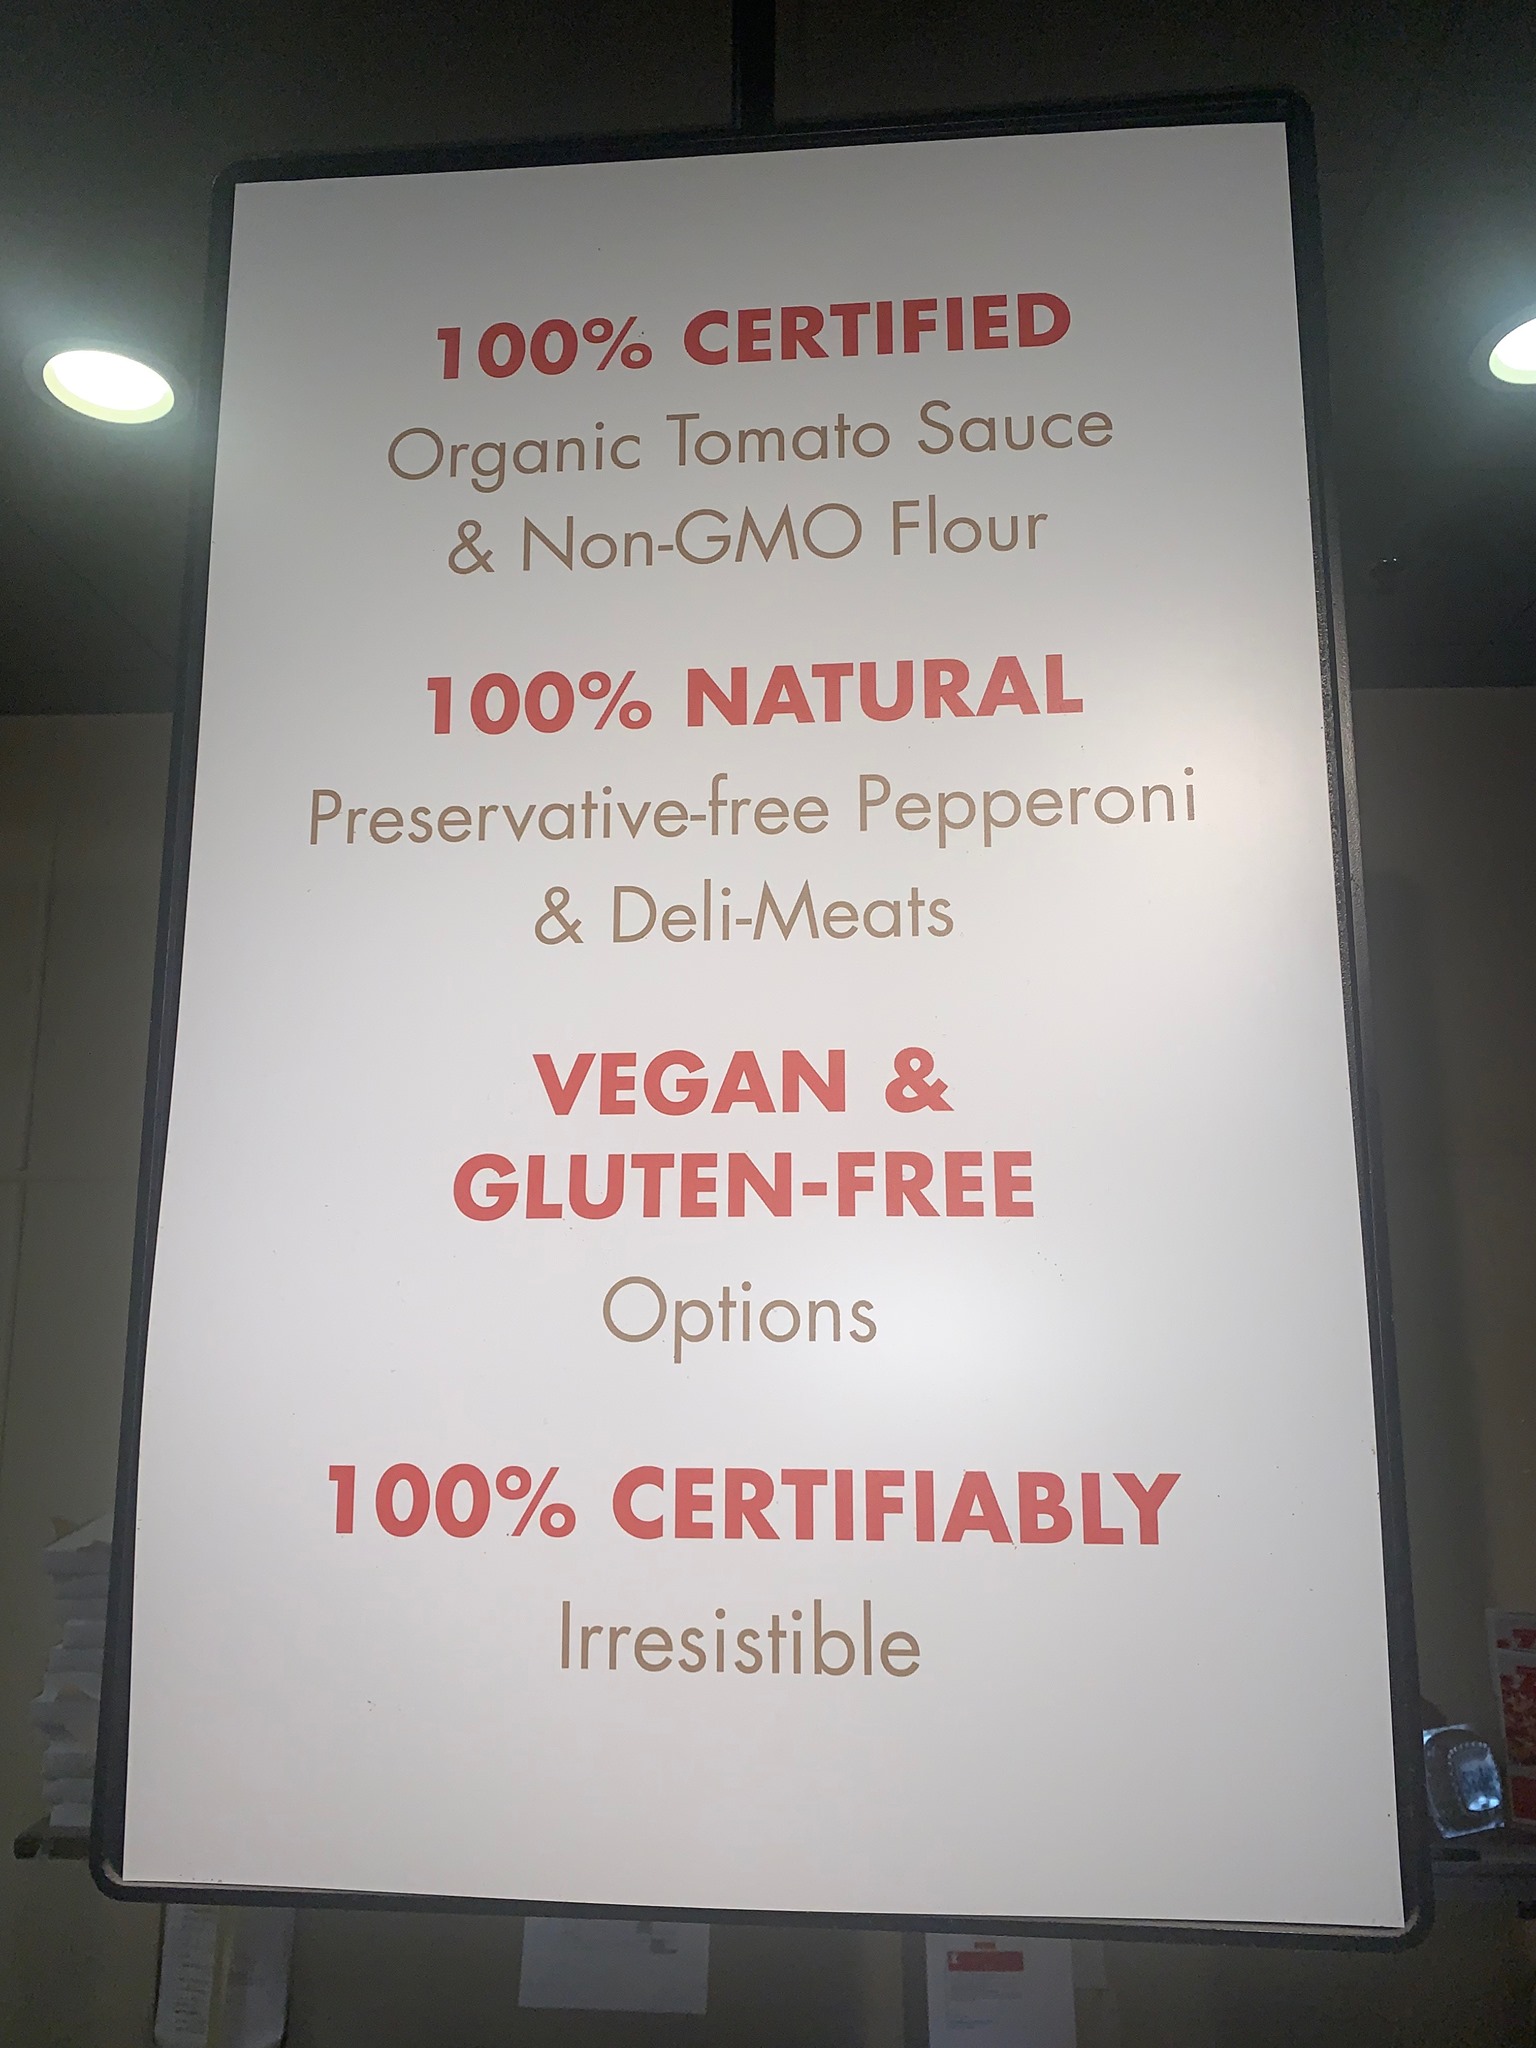 100% CERTIFIED
Organic Tomato Sauce
& Non-GMO Flour
100% NATURAL
Preservative-free Pepperoni
& Deli-Meats
VEGAN &
GLUTEN-FREE
Options
100% CERTIFIABLY
Irresistible